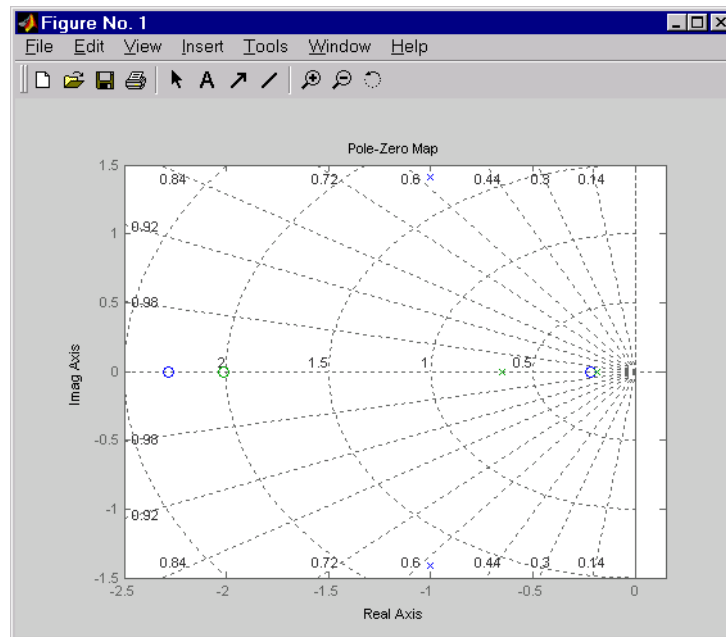 Figure No. 1
File Edit View Insert Tools Window Help
A
Pole-Zero Map
1.5
0.84 0.72 0.6 0.44 0.3 0.14
0.92
1
0.98
0.5
2 1.5 1 0.5
0
Imag Axis
-0.5
0.98
-1
0.92
0.84 0.72 0.6 0.44 0.3 0.14
-1.5
-2.5 -2 -1.5 -1 -0.5 0
Real Axis